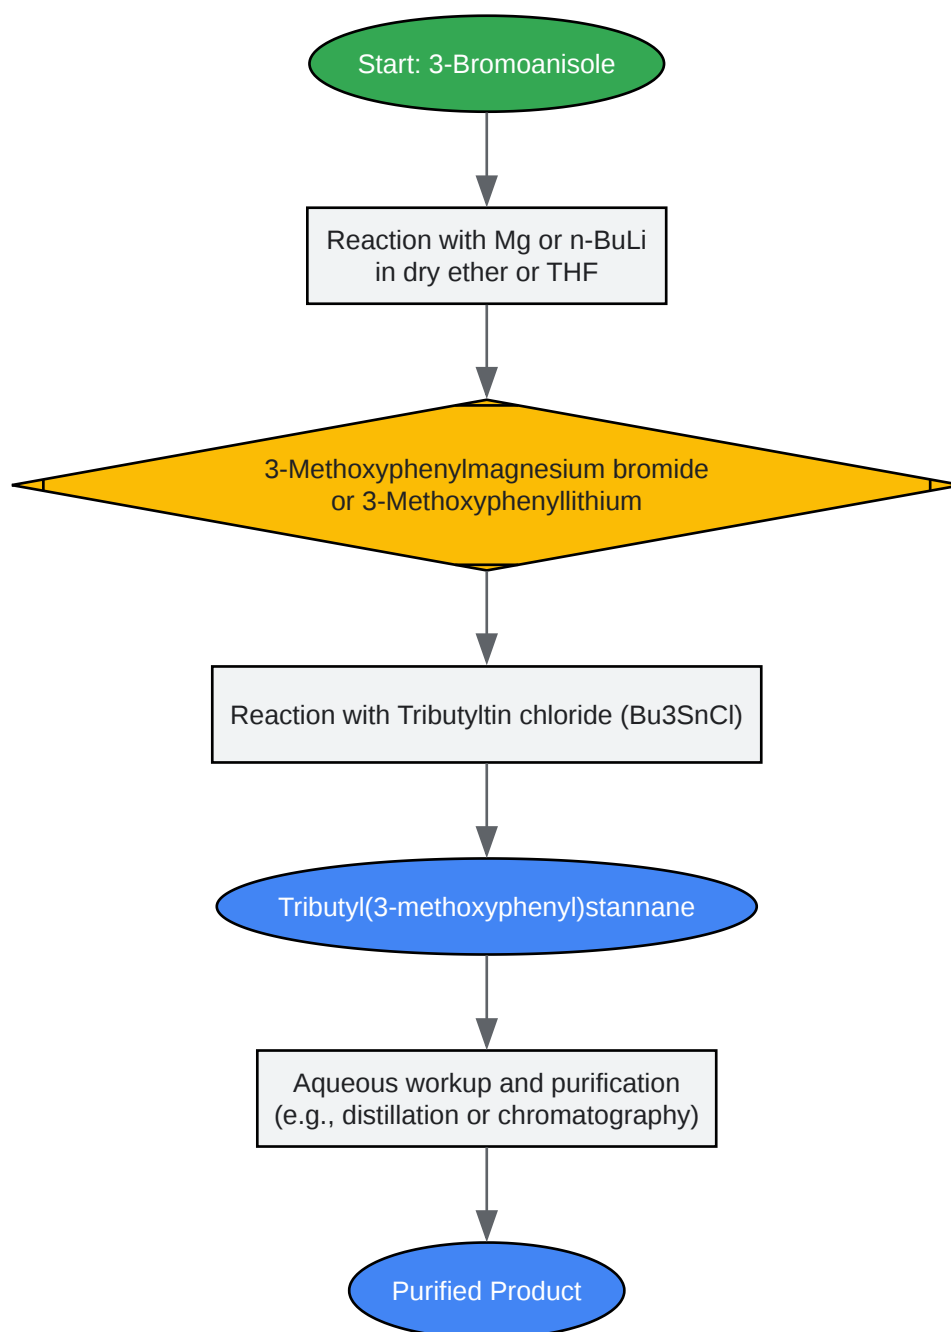 Start: 3-Bromoanisole
Reaction with Mg or n-BuLi
in dry ether or THF
3-Methoxyphenylmagnesium bromide
or 3-Methoxyphenyllithium
Reaction with Tributyltin chloride (Bu3SnCl)
Tributyl(3-methoxyphenyl)stannane
Aqueous workup and purification
(e.g., distillation or chromatography)
Purified Product